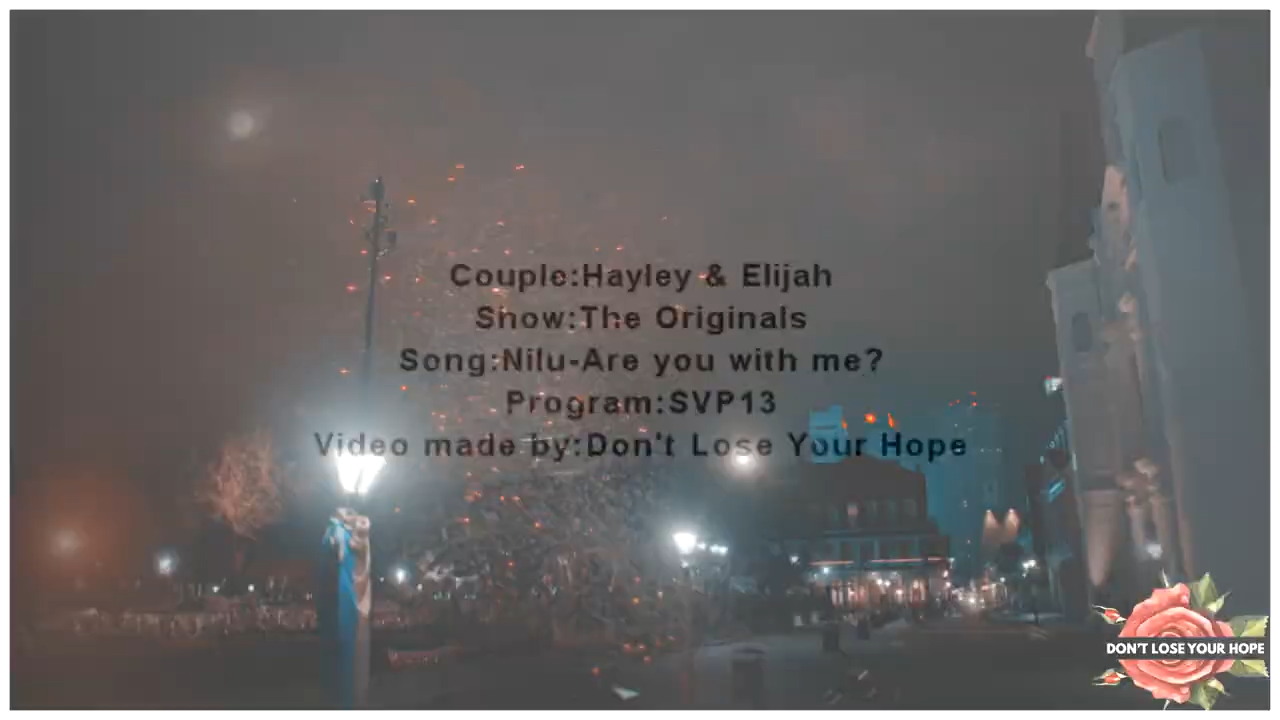 Couple:Hayley & Elijah
Show:The Originals
Song:Nilu-Are you with me?
Program:SVP13
Video made by:Don't Lose Your Hope
DON'T LOSE YOUR HOPE